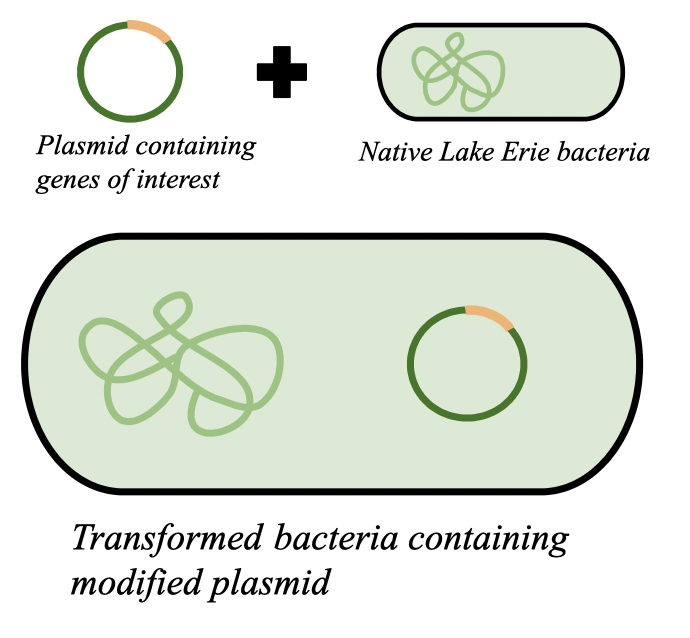 Plasmid containing
genes of interest
Native Lake Erie bacteria
Transformed bacteria containing
modified plasmid